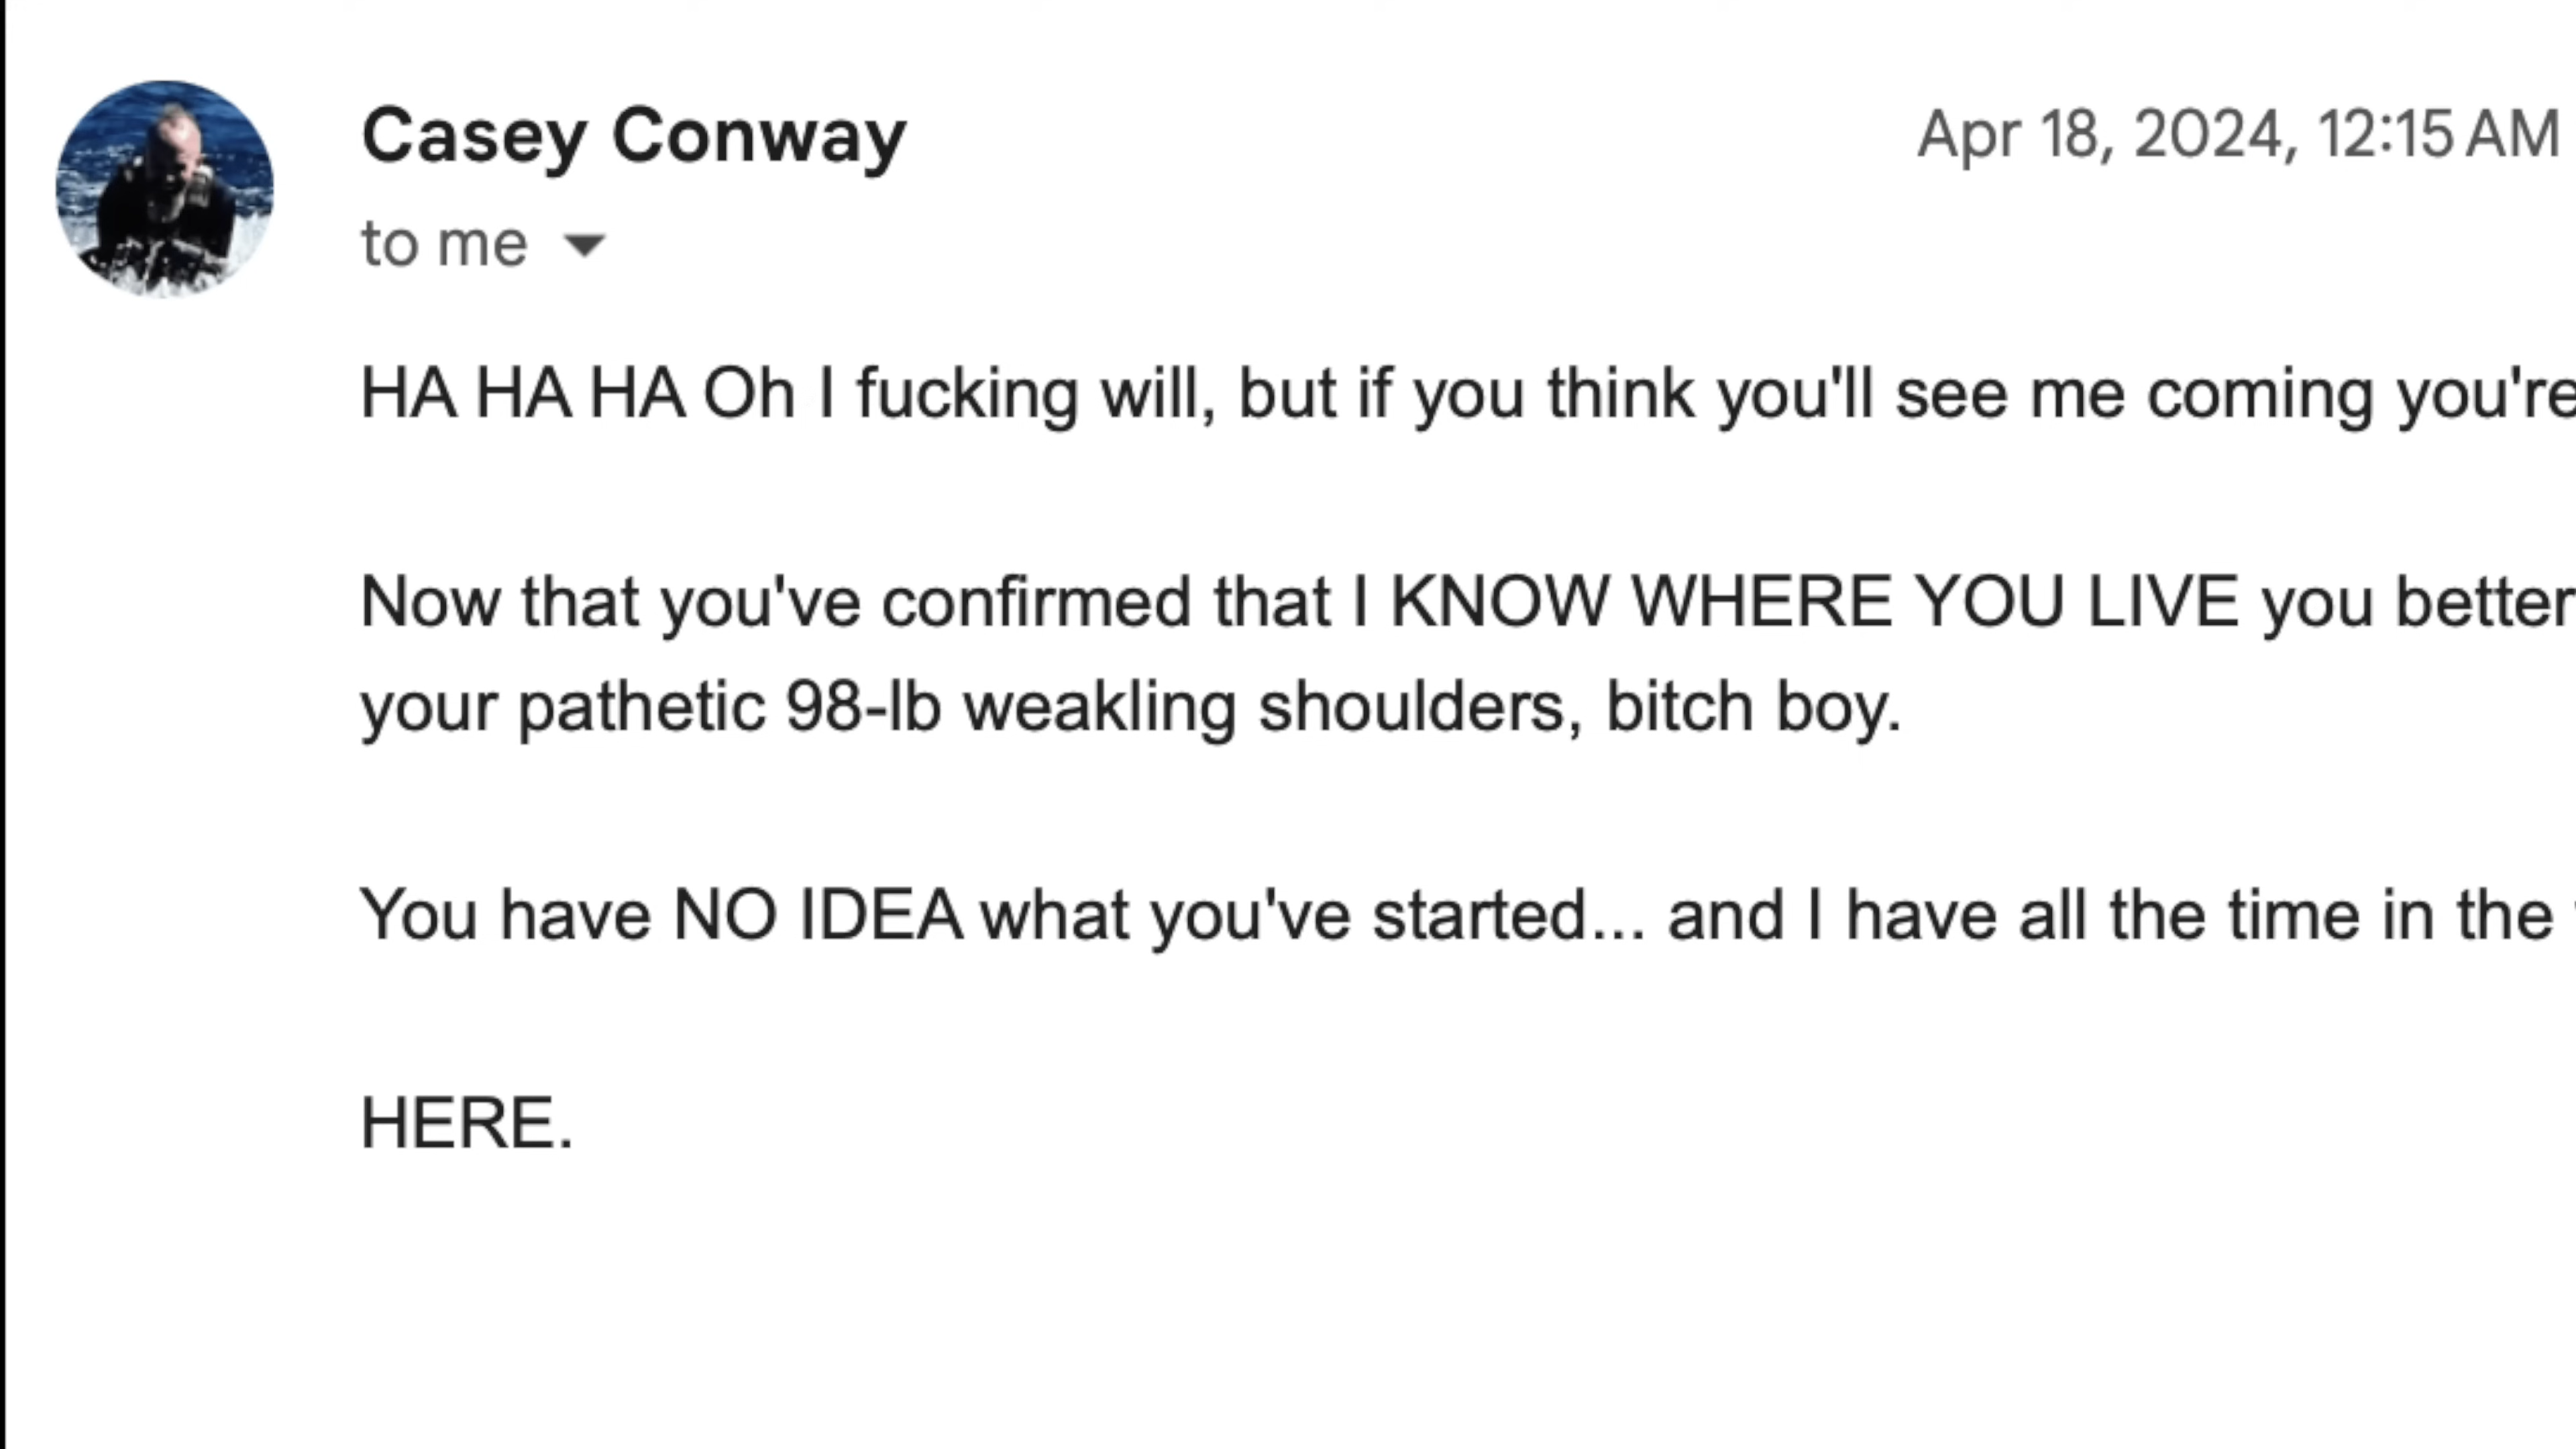 Casey Conway
Apr 18, 2024, 12:15 AM
to me
HA HA HA Oh I fucking will, but if you think you'll see me coming you're
Now that you've confirmed that I KNOW WHERE YOU LIVE you better
your pathetic 98-lb weakling shoulders, bitch boy.
You have NO IDEA what you've started... and I have all the time in the
HERE.